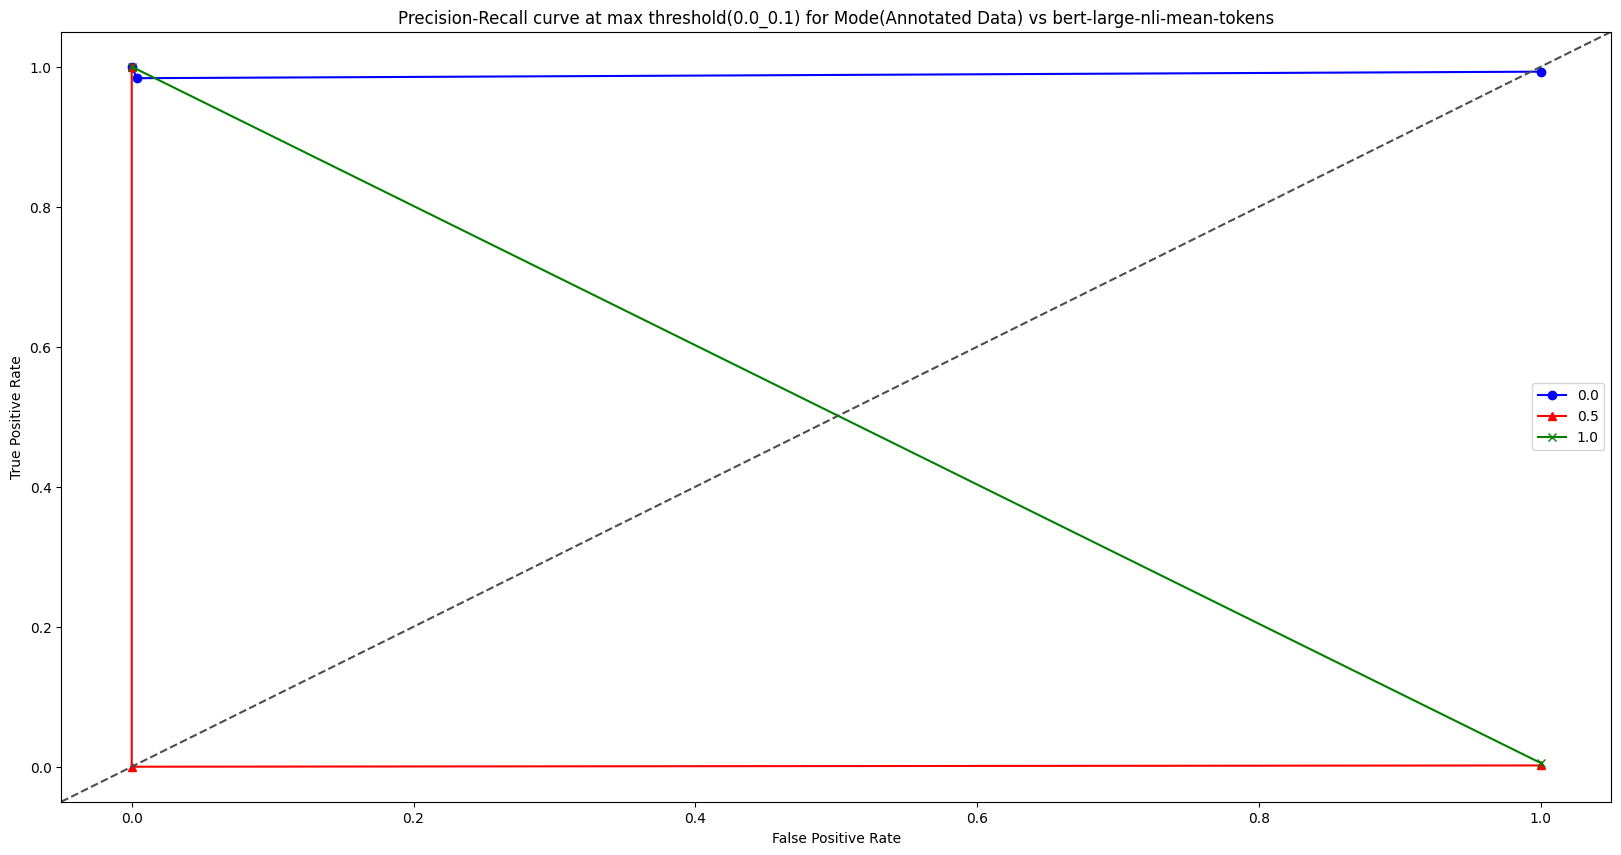 Precision-Recall curve at max threshold(0.0_0.1) for Mode(Annotated Data) vs bert-large-nli-mean-tokens
True Positive Rate
1.0
0.8
0.6
0.4
0.2
0.0
0.0
0.5
1.0
0.0 0.2 0.4 0.6 0.8 1.0
False Positive Rate